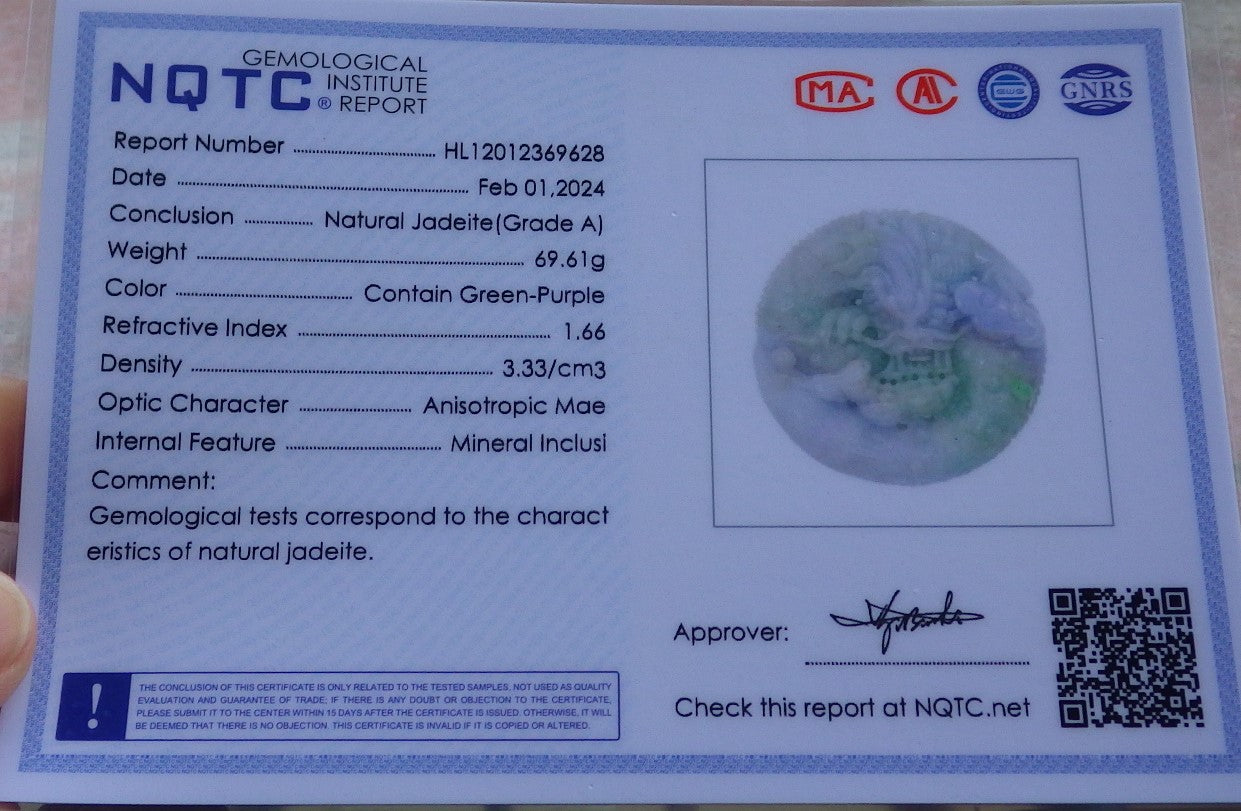 NQTC ® GEMOLOGICAL
INSTITUTE
REPORT
Report Number HL12012369628
Date Feb 01,2024
Conclusion Natural Jadeite(Grade A)
Weight 69.61g
Color Contain Green-Purple
Refractive Index 1.66
Density 3.33/cm3
Optic Character Anisotropic Mae
Internal Feature Mineral Inclusi
Comment:
Gemological tests correspond to the charact
eristics of natural jadeite.
! THE CONCLUSION OF THIS CERTIFICATE IS ONLY RELATED TO THE TESTED SAMPLES, NOT USED AS QUALITY
EVALUATION AND GUARANTEE OF TRADE; IF THERE IS ANY DOUBT OR OBJECTION TO THE CERTIFICATE,
PLEASE SUBMIT IT TO THE CENTER WITHIN 15 DAYS AFTER THE CERTIFICATE IS ISSUED. OTHERWISE, IT WILL
BE DEEMED THAT THERE IS NO OBJECTION. THIS CERTIFICATE IS INVALID IF IT IS COPIED OR ALTERED.
MA GNRS
Approver:
Check this report at NQTC.net